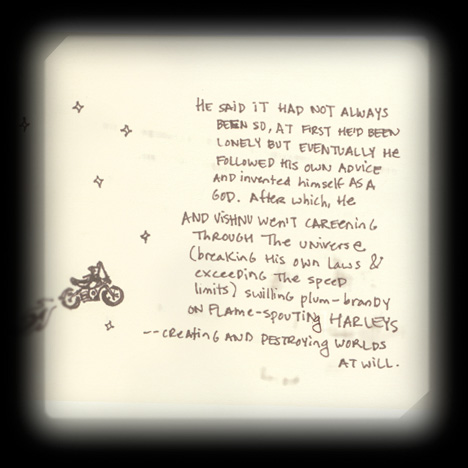 HE SAID IT HAD NOT ALWAYS
BEEN SO, AT FIRST HE'D BEEN
LONELY BUT EVENTUALLY HE
FOLLOWED HIS OWN ADVICE
AND invented himself AS A
GOD. After which, He
AND VISHNU WENT CAREENING
THROUGH The universe
(breaking His own Laws &
exceeding the speed
limits) swilling plum-brandy
ON FLAME-SPOUTING HARLEYS
--creating AND DESTROYING WORLDS
AT WILL.